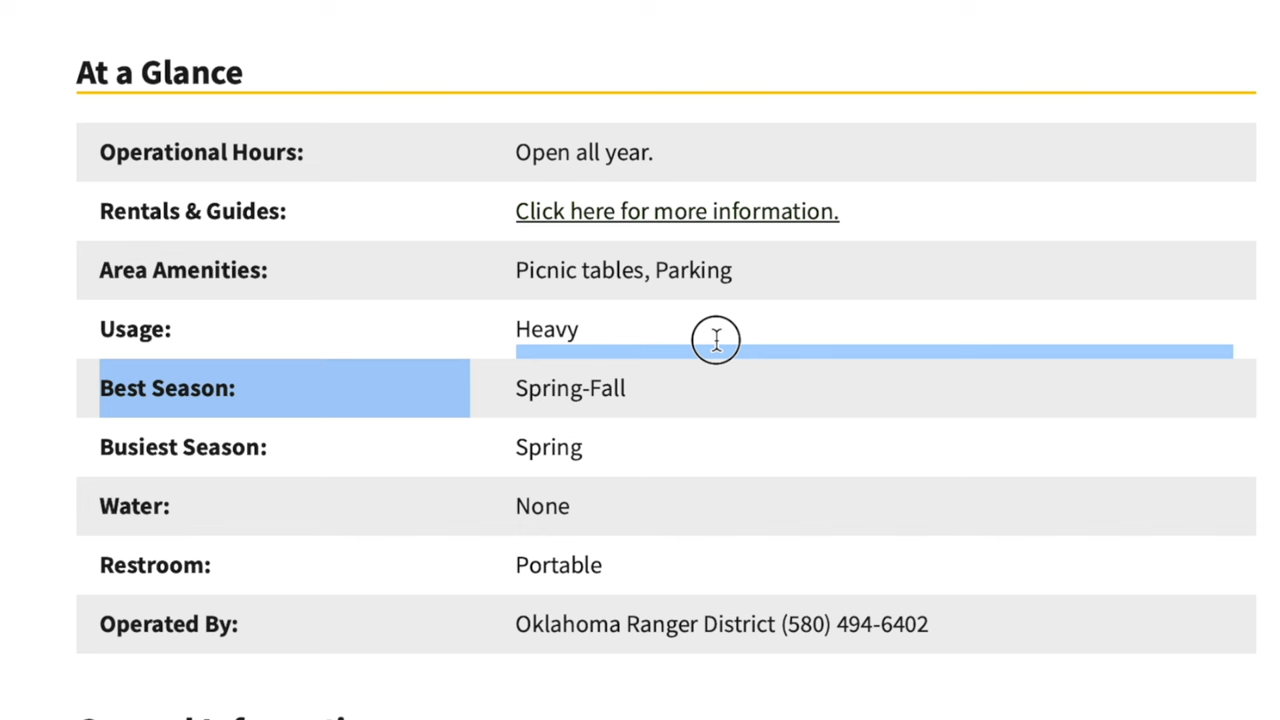 At a Glance
Operational Hours: Open all year.
Rentals & Guides: Click here for more information.
Area Amenities: Picnic tables, Parking
Usage: Heavy
Best Season: Spring-Fall
Busiest Season: Spring
Water: None
Restroom: Portable
Operated By: Oklahoma Ranger District (580) 494-6402